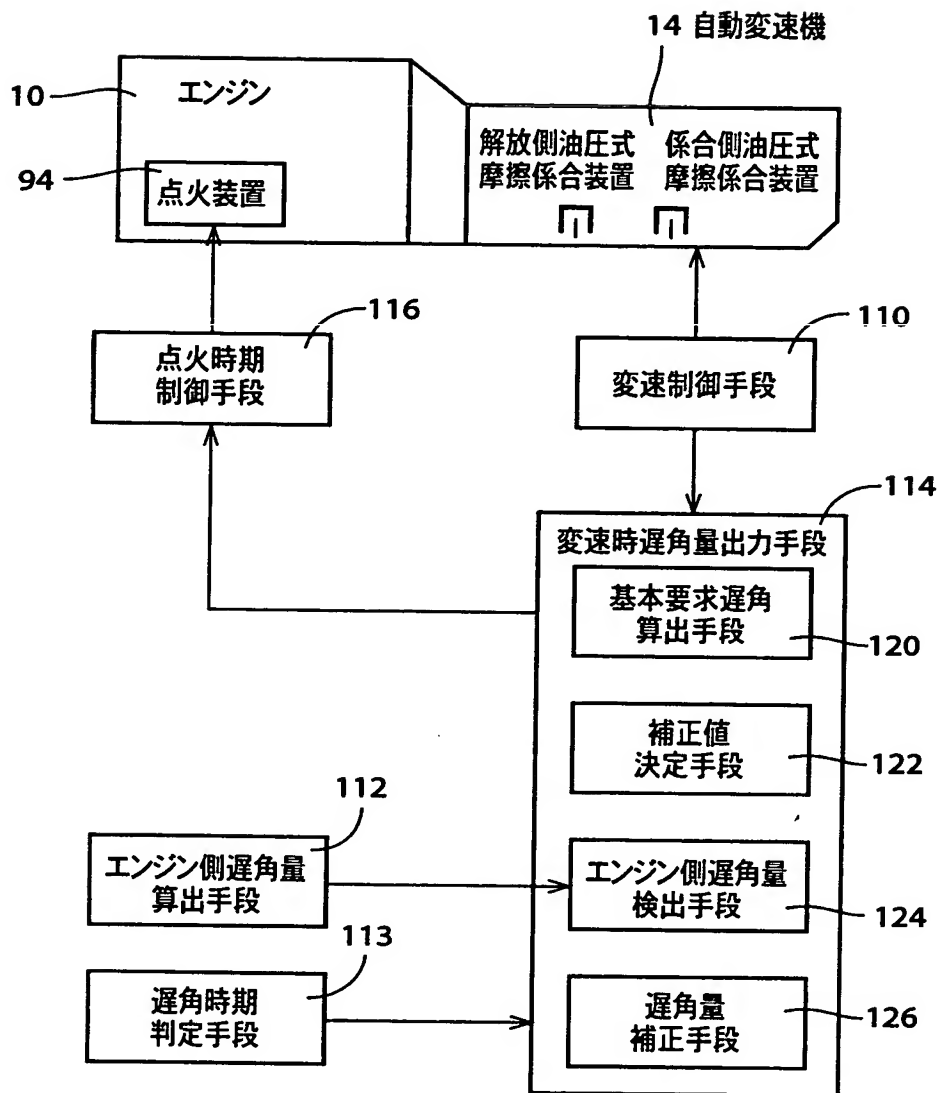 14 自動変速機
10
エンジン
解放側油圧式
摩擦係合装置
係合側油圧式
摩擦係合装置
94
点火装置
116
点火時期
制御手段
110
変速制御手段
114
変速時遅角量出力手段
基本要求遅角
算出手段
120
補正値
決定手段
122
112
エンジン側遅角量
算出手段
エンジン側遅角量
検出手段
124
113
遅角時期
判定手段
遅角量
補正手段
126